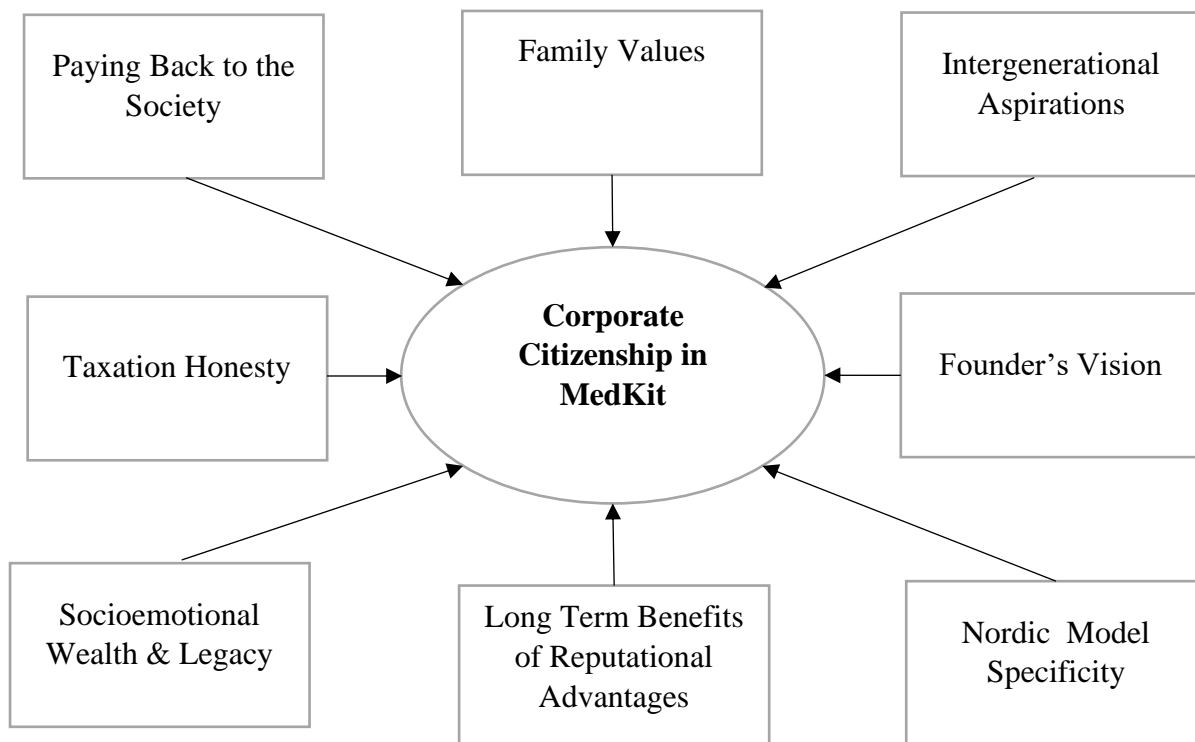 Paying Back to the
Society
Family Values
Intergenerational
Aspirations
Taxation Honesty
Corporate
Citizenship in
MedKit
Founder’s Vision
Socioemotional
Wealth & Legacy
Long Term Benefits
of Reputational
Advantages
Nordic Model
Specificity